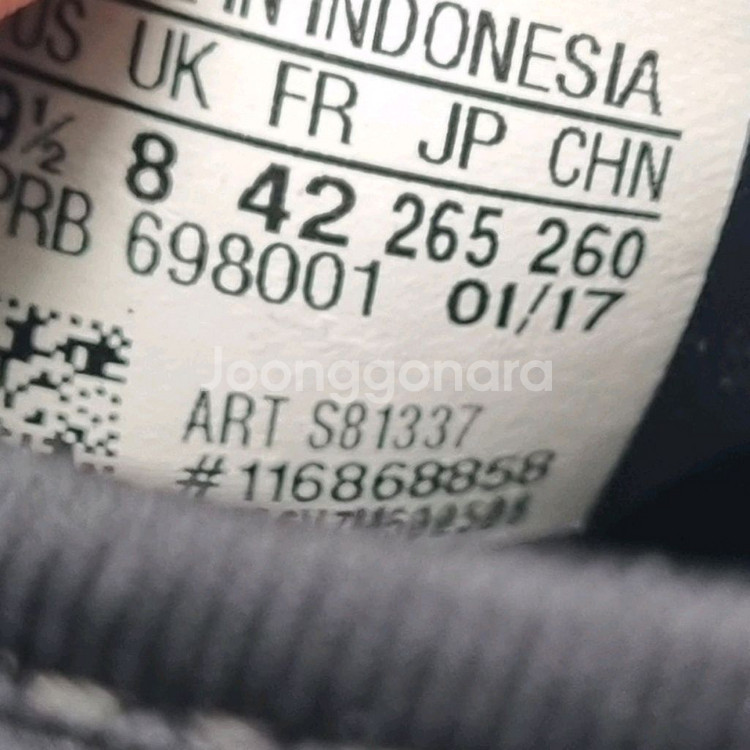 IN INDONESIA
US UK FR JP CHN
9½ 8 42 265 260
PRB 698001 01/17
Joonggonara
ART S81337
#116868858